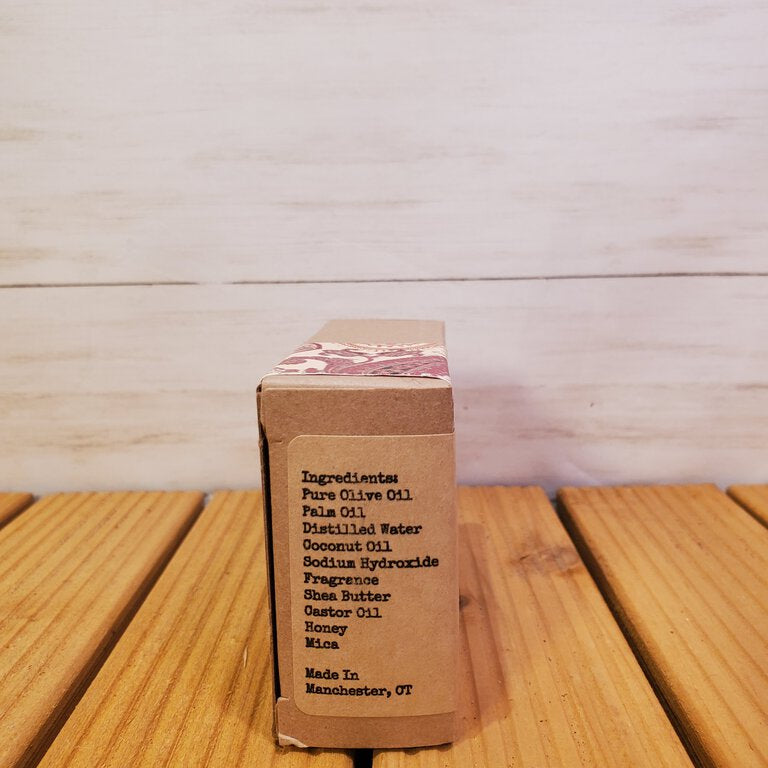 Ingredients:
Pure Olive Oil
Palm Oil
Distilled Water
Coconut Oil
Sodium Hydroxide
Fragrance
Shea Butter
Castor Oil
Honey
Mica
Made In
Manchester, CT